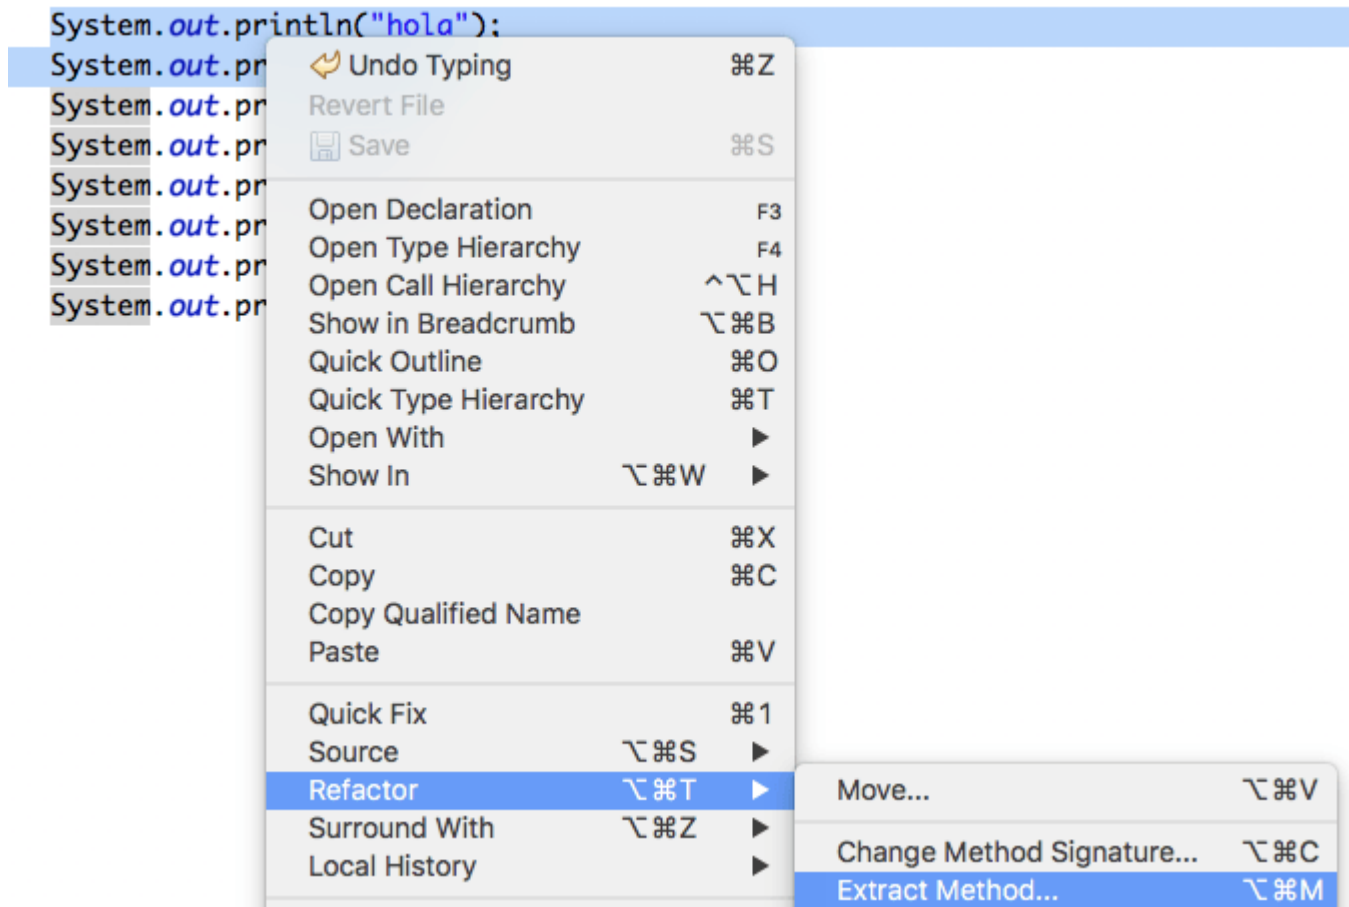 System.out.println("hola");
System.out.pr
System.out.pr
System.out.pr
System.out.pr
System.out.pr
System.out.pr
System.out.pr
Undo Typing ⌘Z
Revert File
Save ⌘S
Open Declaration F3
Open Type Hierarchy F4
Open Call Hierarchy ^⌥H
Show in Breadcrumb ⌥⌘B
Quick Outline ⌘O
Quick Type Hierarchy ⌘T
Open With ▶
Show In ⌥⌘W ▶
Cut ⌘X
Copy ⌘C
Copy Qualified Name
Paste ⌘V
Quick Fix ⌘1
Source ⌥⌘S ▶
Refactor ⌥⌘T ▶
Surround With ⌥⌘Z ▶
Local History ▶
Move... ⌥⌘V
Change Method Signature... ⌥⌘C
Extract Method... ⌥⌘M